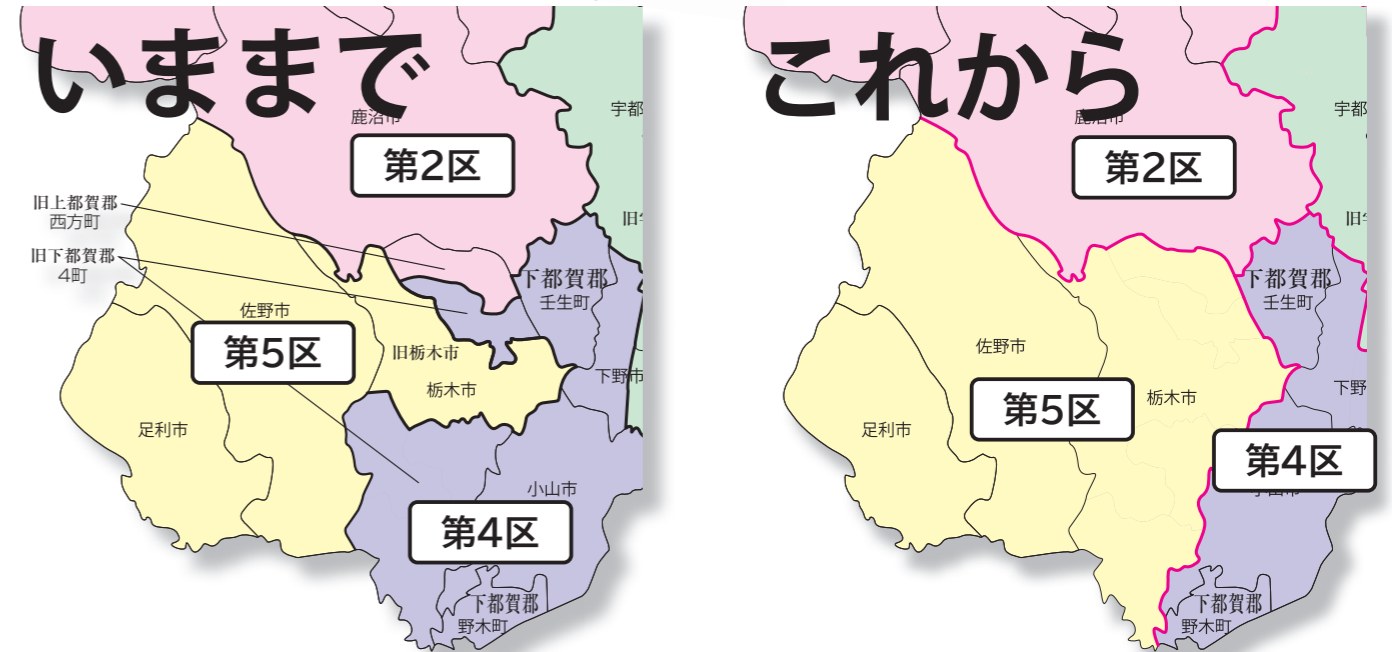 いままで
鹿沼市
宇都
第2区
旧上都賀郡
西方町
旧下都賀郡
4町
下都賀郡
壬生町
佐野市
第5区
旧栃木市
栃木市
下野市
足利市
小山市
第4区
下都賀郡
野木町
これから
鹿沼市
宇都
第2区
下都賀郡
壬生町
佐野市
第5区
栃木市
下野
足利市
第4区
小山市
下都賀郡
野木町